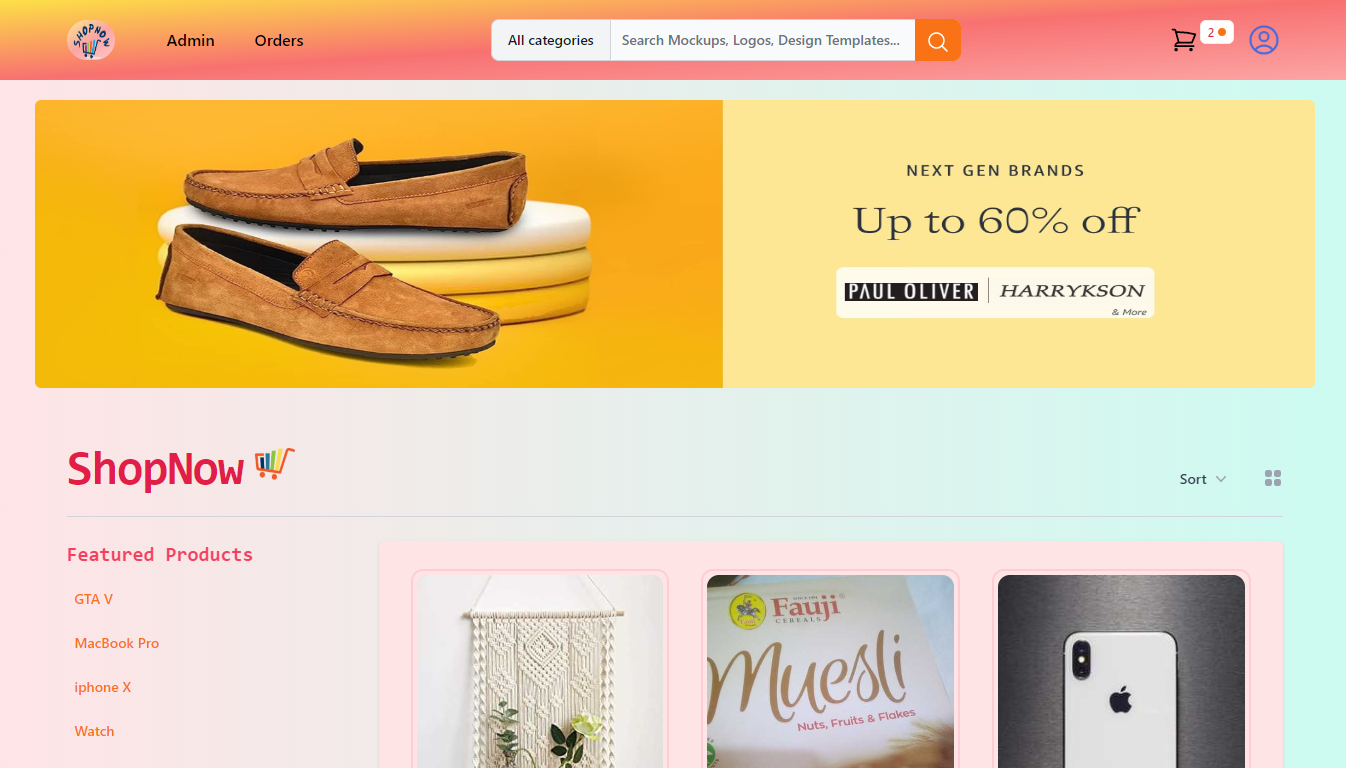 SHOPNOW
Admin
Orders
All categories
Search Mockups, Logos, Design Templates...
2
NEXT GEN BRANDS
Up to 60% off
PAUL OLIVER
HARRYKSON
& More
ShopNow
Sort
Featured Products
GTA V
MacBook Pro
iphone X
Watch
Fauji
CEREALS
Muesli
Nuts, Fruits & Flakes